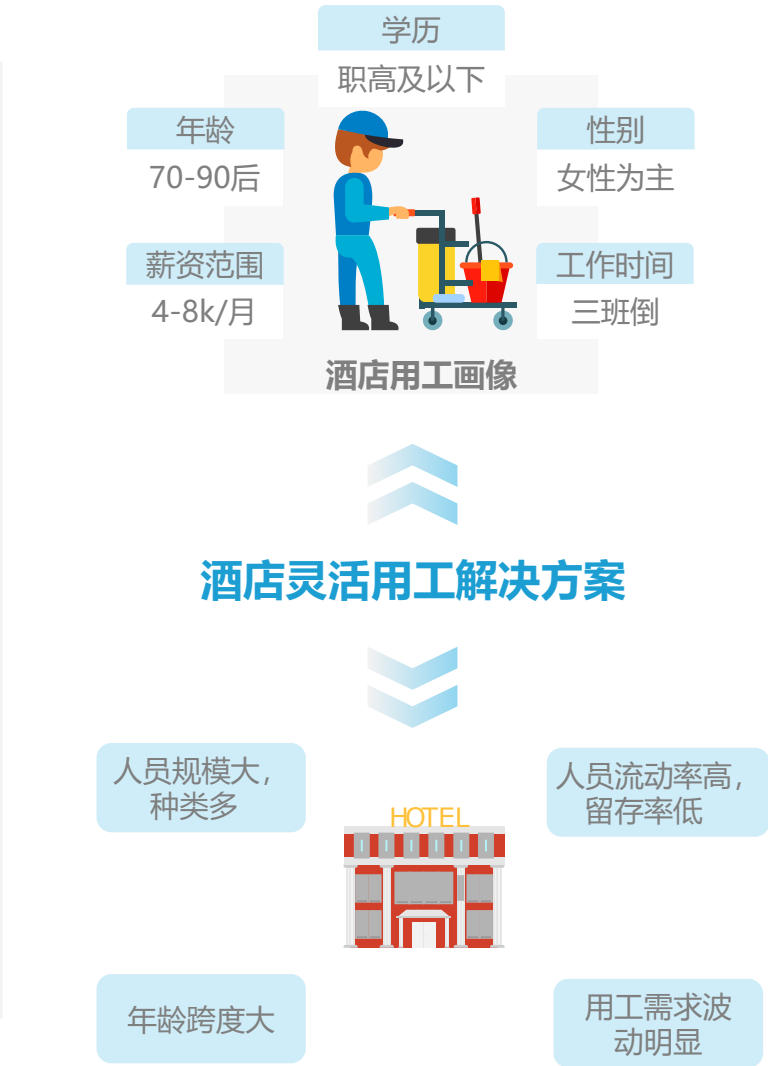 学历
职高及以下
年龄
70-90后
性别
女性为主
薪资范围
4-8k/月
工作时间
三班倒
酒店用工画像
酒店灵活用工解决方案
人员规模大，
种类多
人员流动率高，
留存率低
HOTEL
年龄跨度大
用工需求波
动明显